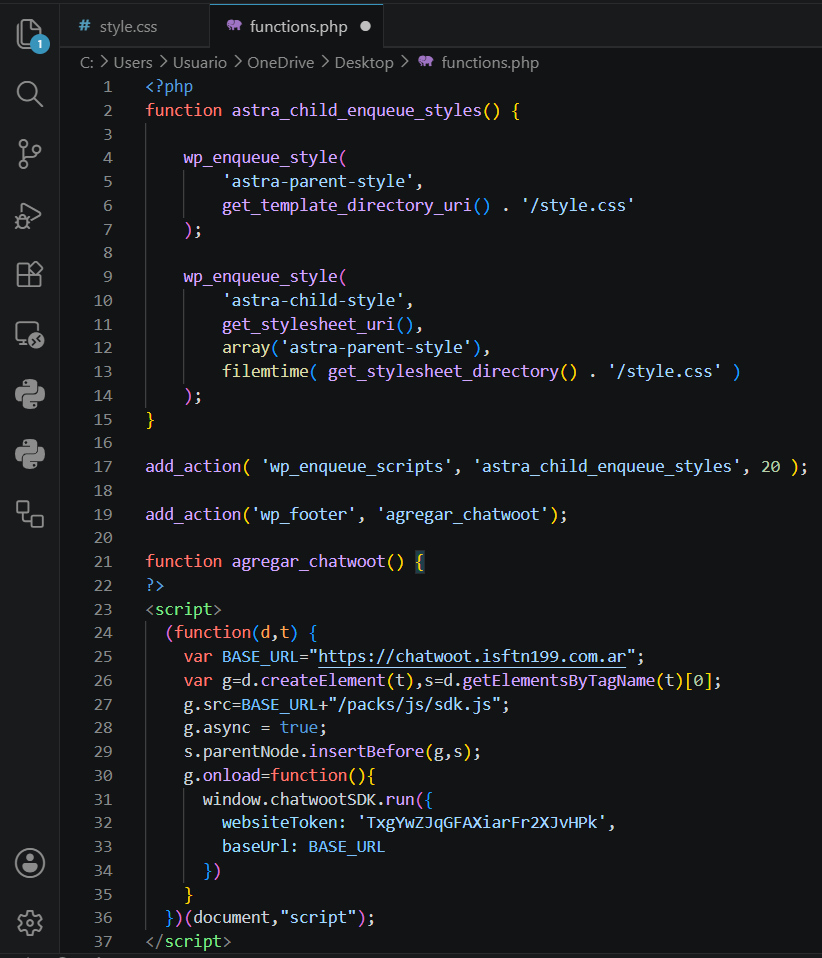 1
# style.css
functions.php ●
C: > Users > Usuario > OneDrive > Desktop > functions.php
1 <?php
2 function astra_child_enqueue_styles() {
3
4     wp_enqueue_style(
5         'astra-parent-style',
6         get_template_directory_uri() . '/style.css'
7     );
8
9     wp_enqueue_style(
10         'astra-child-style',
11         get_stylesheet_uri(),
12         array('astra-parent-style'),
13         filemtime( get_stylesheet_directory() . '/style.css' )
14     );
15 }
16
17 add_action( 'wp_enqueue_scripts', 'astra_child_enqueue_styles', 20 );
18
19 add_action('wp_footer', 'agregar_chatwoot');
20
21 function agregar_chatwoot() {
22 ?>
23 <script>
24   (function(d,t) {
25     var BASE_URL="https://chatwoot.isftn199.com.ar";
26     var g=d.createElement(t),s=d.getElementsByTagName(t)[0];
27     g.src=BASE_URL+"/packs/js/sdk.js";
28     g.async = true;
29     s.parentNode.insertBefore(g,s);
30     g.onload=function(){
31       window.chatwootSDK.run({
32         websiteToken: 'TxgYwZJqGFAXiarFr2XJvHPk',
33         baseUrl: BASE_URL
34       })
35     }
36   })(document,"script");
37 </script>